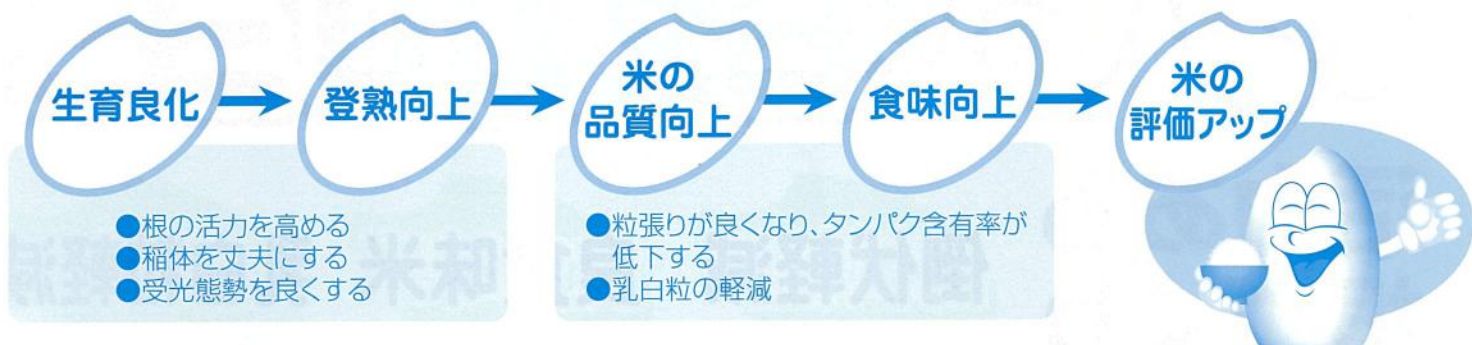 生育良化
登熟向上
米の
品質向上
食味向上
米の
評価アップ
●根の活力を高める
●稲体を丈夫にする
●受光態勢を良くする
●粒張りが良くなり、タンパク含有率が
低下する
●乳白粒の軽減